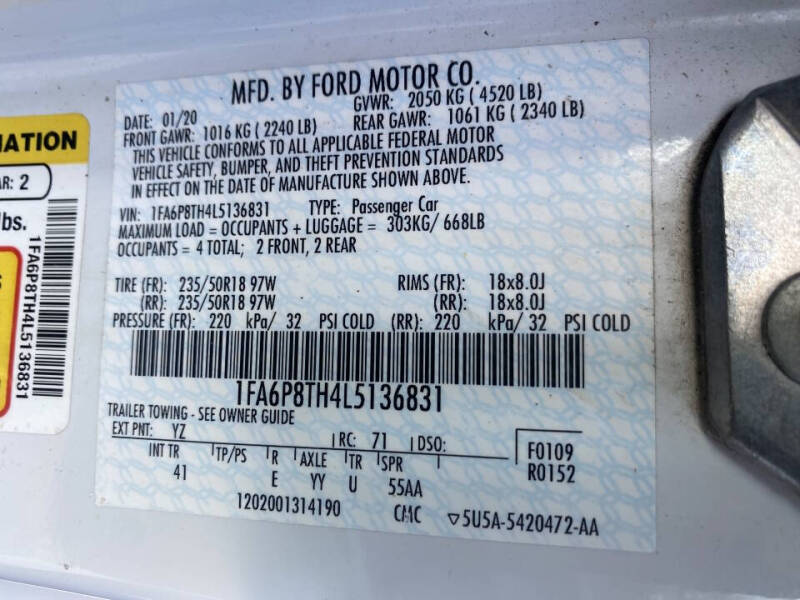 MFD. BY FORD MOTOR CO.
DATE: 01/20 GVWR: 2050 KG ( 4520 LB)
FRONT GAWR: 1016 KG ( 2240 LB) REAR GAWR: 1061 KG ( 2340 LB)
THIS VEHICLE CONFORMS TO ALL APPLICABLE FEDERAL MOTOR
VEHICLE SAFETY, BUMPER, AND THEFT PREVENTION STANDARDS
IN EFFECT ON THE DATE OF MANUFACTURE SHOWN ABOVE.
VIN: 1FA6P8TH4L5136831 TYPE: Passenger Car
MAXIMUM LOAD = OCCUPANTS + LUGGAGE = 303KG/ 668LB
OCCUPANTS = 4 TOTAL; 2 FRONT, 2 REAR
TIRE (FR): 235/50R18 97W RIMS (FR): 18x8.0J
(RR): 235/50R18 97W (RR): 18x8.0J
PRESSURE (FR): 220 kPa/ 32 PSI COLD (RR): 220 kPa/ 32 PSI COLD
1FA6P8TH4L5136831
TRAILER TOWING - SEE OWNER GUIDE
EXT PNT: YZ RC: 71 DSO: F0109
INT TR TP/PS R AXLE TR SPR R0152
41 E YY U 55AA
1202001314190 CMC ▽5U5A-5420472-AA
MATION
AR: 2
lbs.
S
1FA6P8TH4L5136831